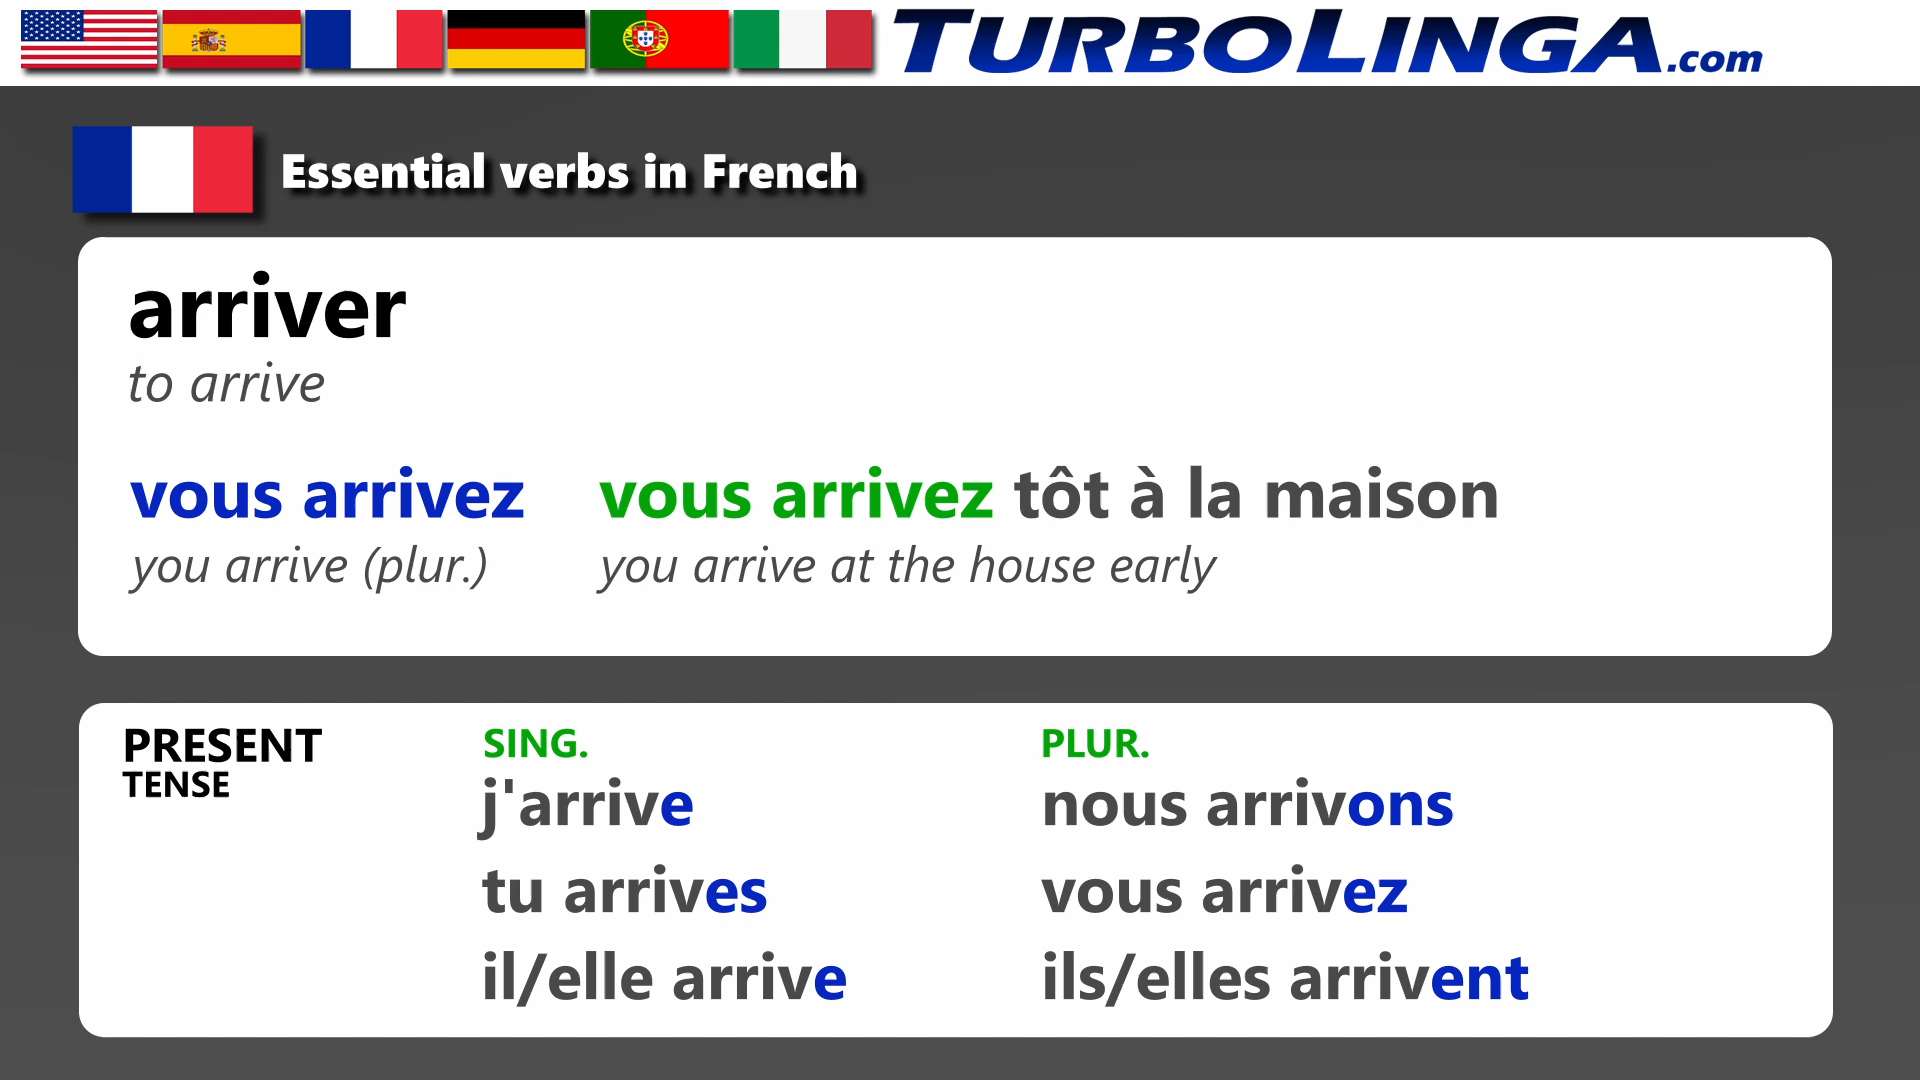 TURBOLINGA.com
Essential verbs in French
arriver
to arrive
vous arrivez
you arrive (plur.)
vous arrivez tôt à la maison
you arrive at the house early
PRESENT
TENSE
SING.
j'arrive
tu arrives
il/elle arrive
PLUR.
nous arrivons
vous arrivez
ils/elles arrivent